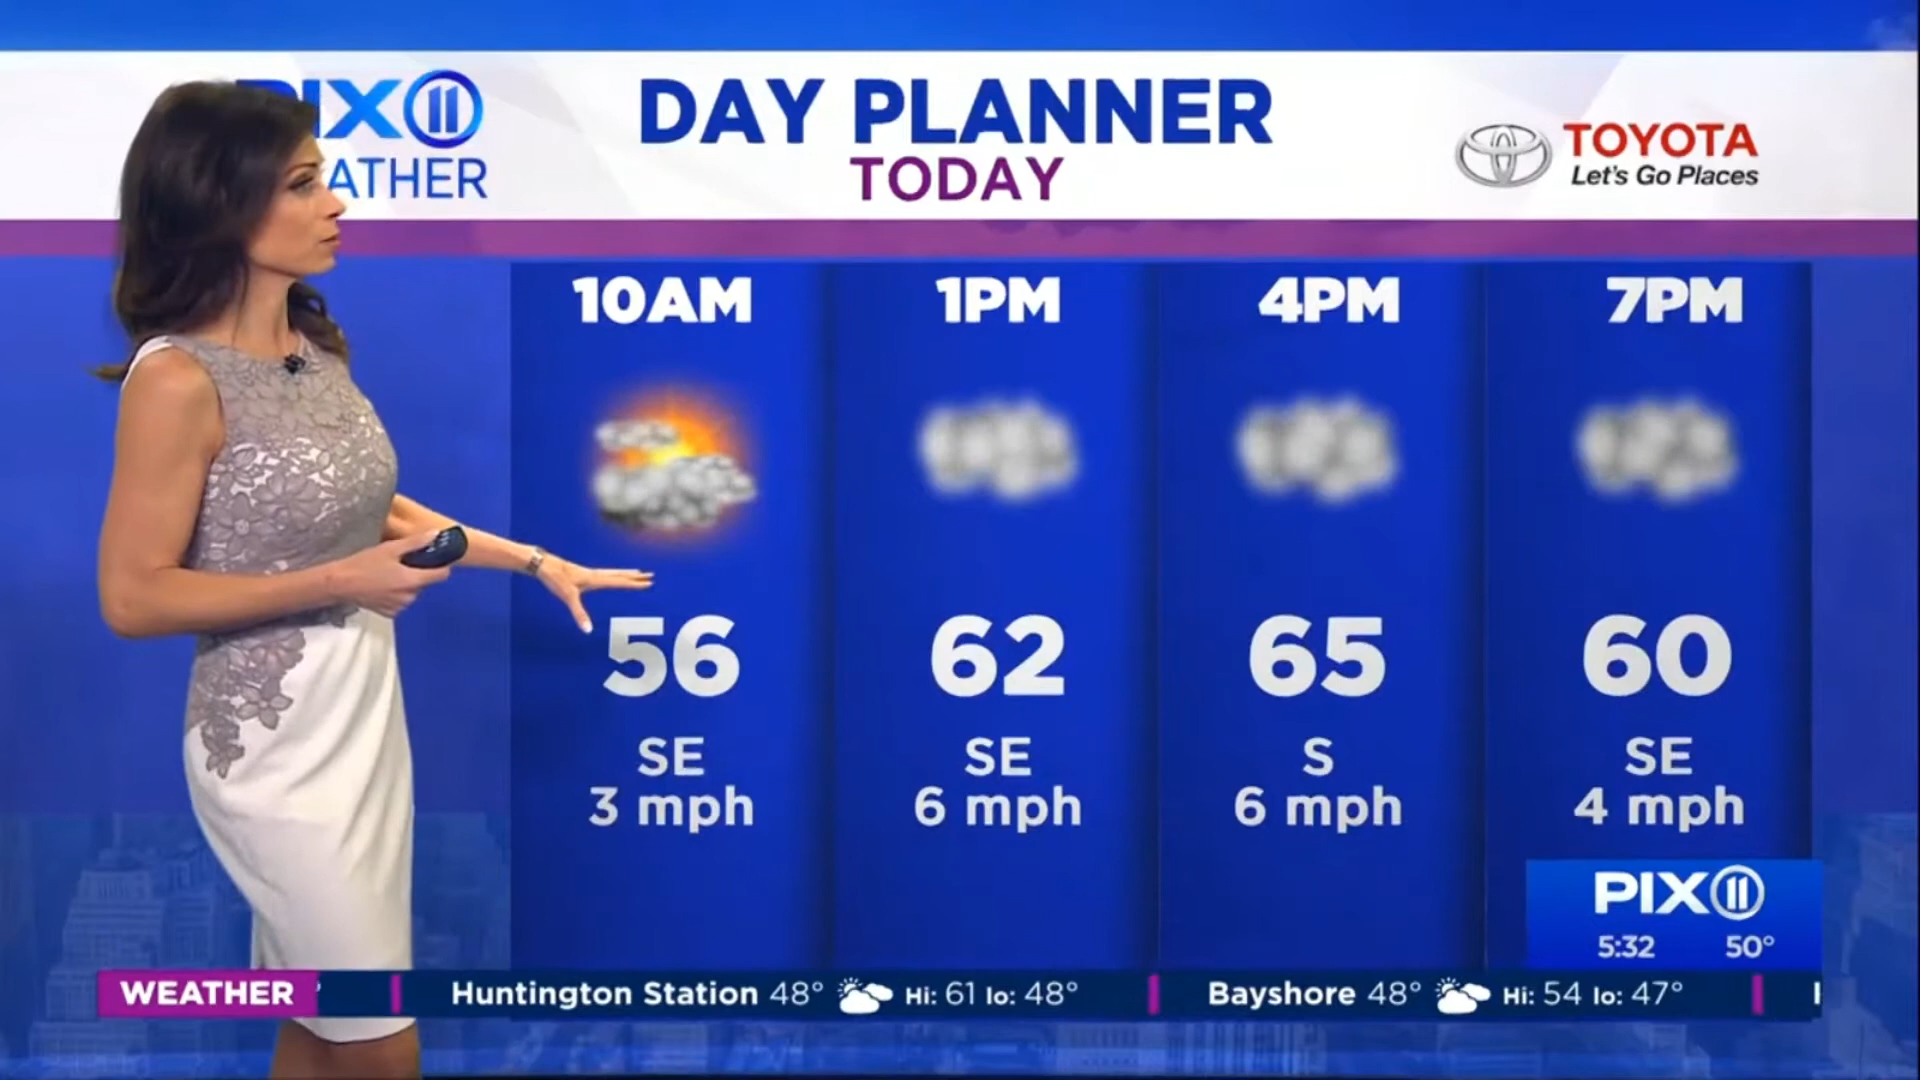 PIX11
WEATHER
DAY PLANNER
TODAY
TOYOTA
Let's Go Places
10AM
1PM
4PM
7PM
56
62
65
60
SE
SE
S
SE
3 mph
6 mph
6 mph
4 mph
PIX11
5:32 50°
WEATHER Huntington Station 48° Hi: 61 lo: 48° Bayshore 48° Hi: 54 lo: 47°